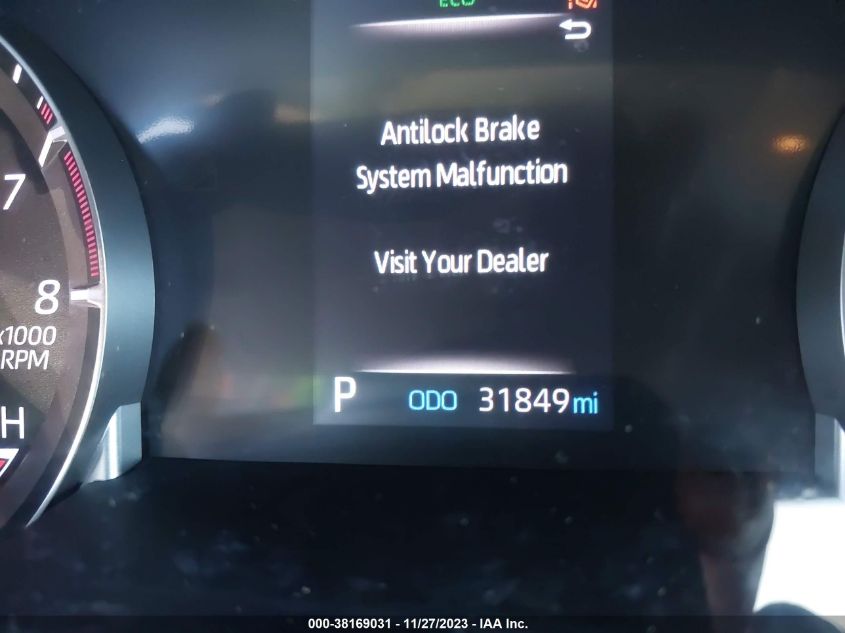 ECO
Antilock Brake
System Malfunction
Visit Your Dealer
7
8
x1000
RPM
H
P ODO 31849 mi
000-38169031 - 11/27/2023 - IAA Inc.